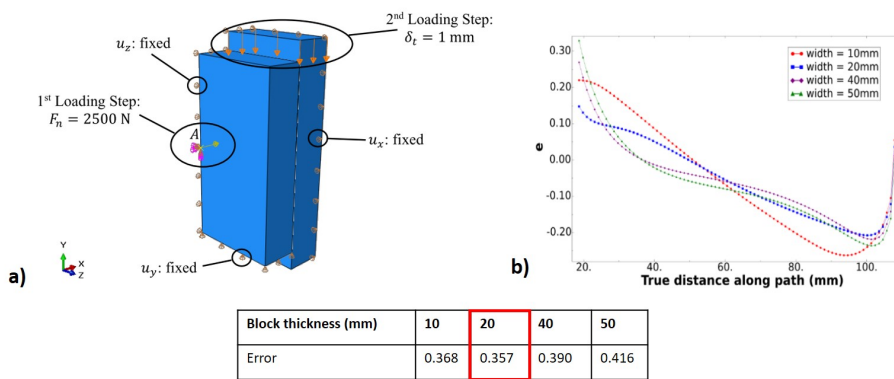 2nd Loading Step:
δt = 1 mm
uz: fixed
1st Loading Step:
Fn = 2500 N
A
ux: fixed
uy: fixed
Y
X
Z
a)
e
0.30
0.20
0.10
0.00
-0.10
-0.20
width = 10mm
width = 20mm
width = 40mm
width = 50mm
20. 40. 60. 80. 100.
True distance along path (mm)
b)
Block thickness (mm) 10 20 40 50
Error 0.368 0.357 0.390 0.416